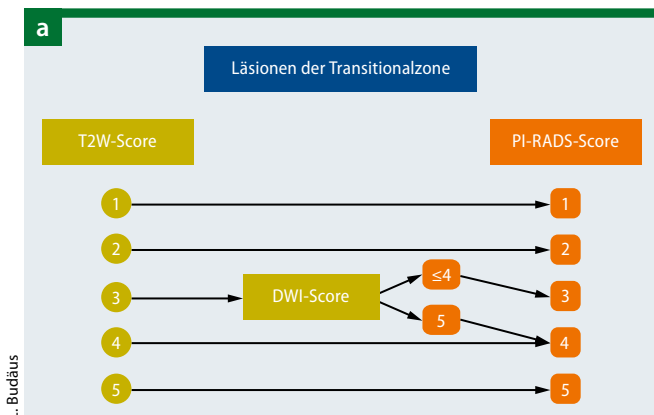 a
Läsionen der Transitionalzone
T2W-Score
PI-RADS-Score
1
1
2
2
≤4
3
DWI-Score
3
5
4
4
5
5
Budäus